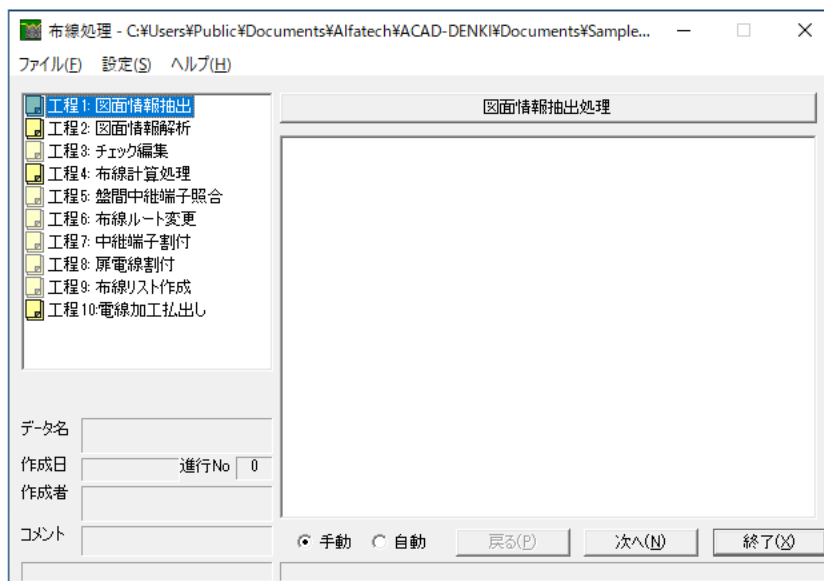 布線処理 - C:¥Users¥Public¥Documents¥Alfatech¥ACAD-DENKI¥Documents¥Sample...
ファイル(F) 設定(S) ヘルプ(H)
工程1: 図面情報抽出
工程2: 図面情報解析
工程3: チェック編集
工程4: 布線計算処理
工程5: 盤間中継端子照合
工程6: 布線ルート変更
工程7: 中継端子割付
工程8: 扉電線割付
工程9: 布線リスト作成
工程10:電線加工払出し
図面情報抽出処理
データ名
作成日 進行No 0
作成者
コメント
手動 自動 戻る(P) 次へ(N) 終了(X)